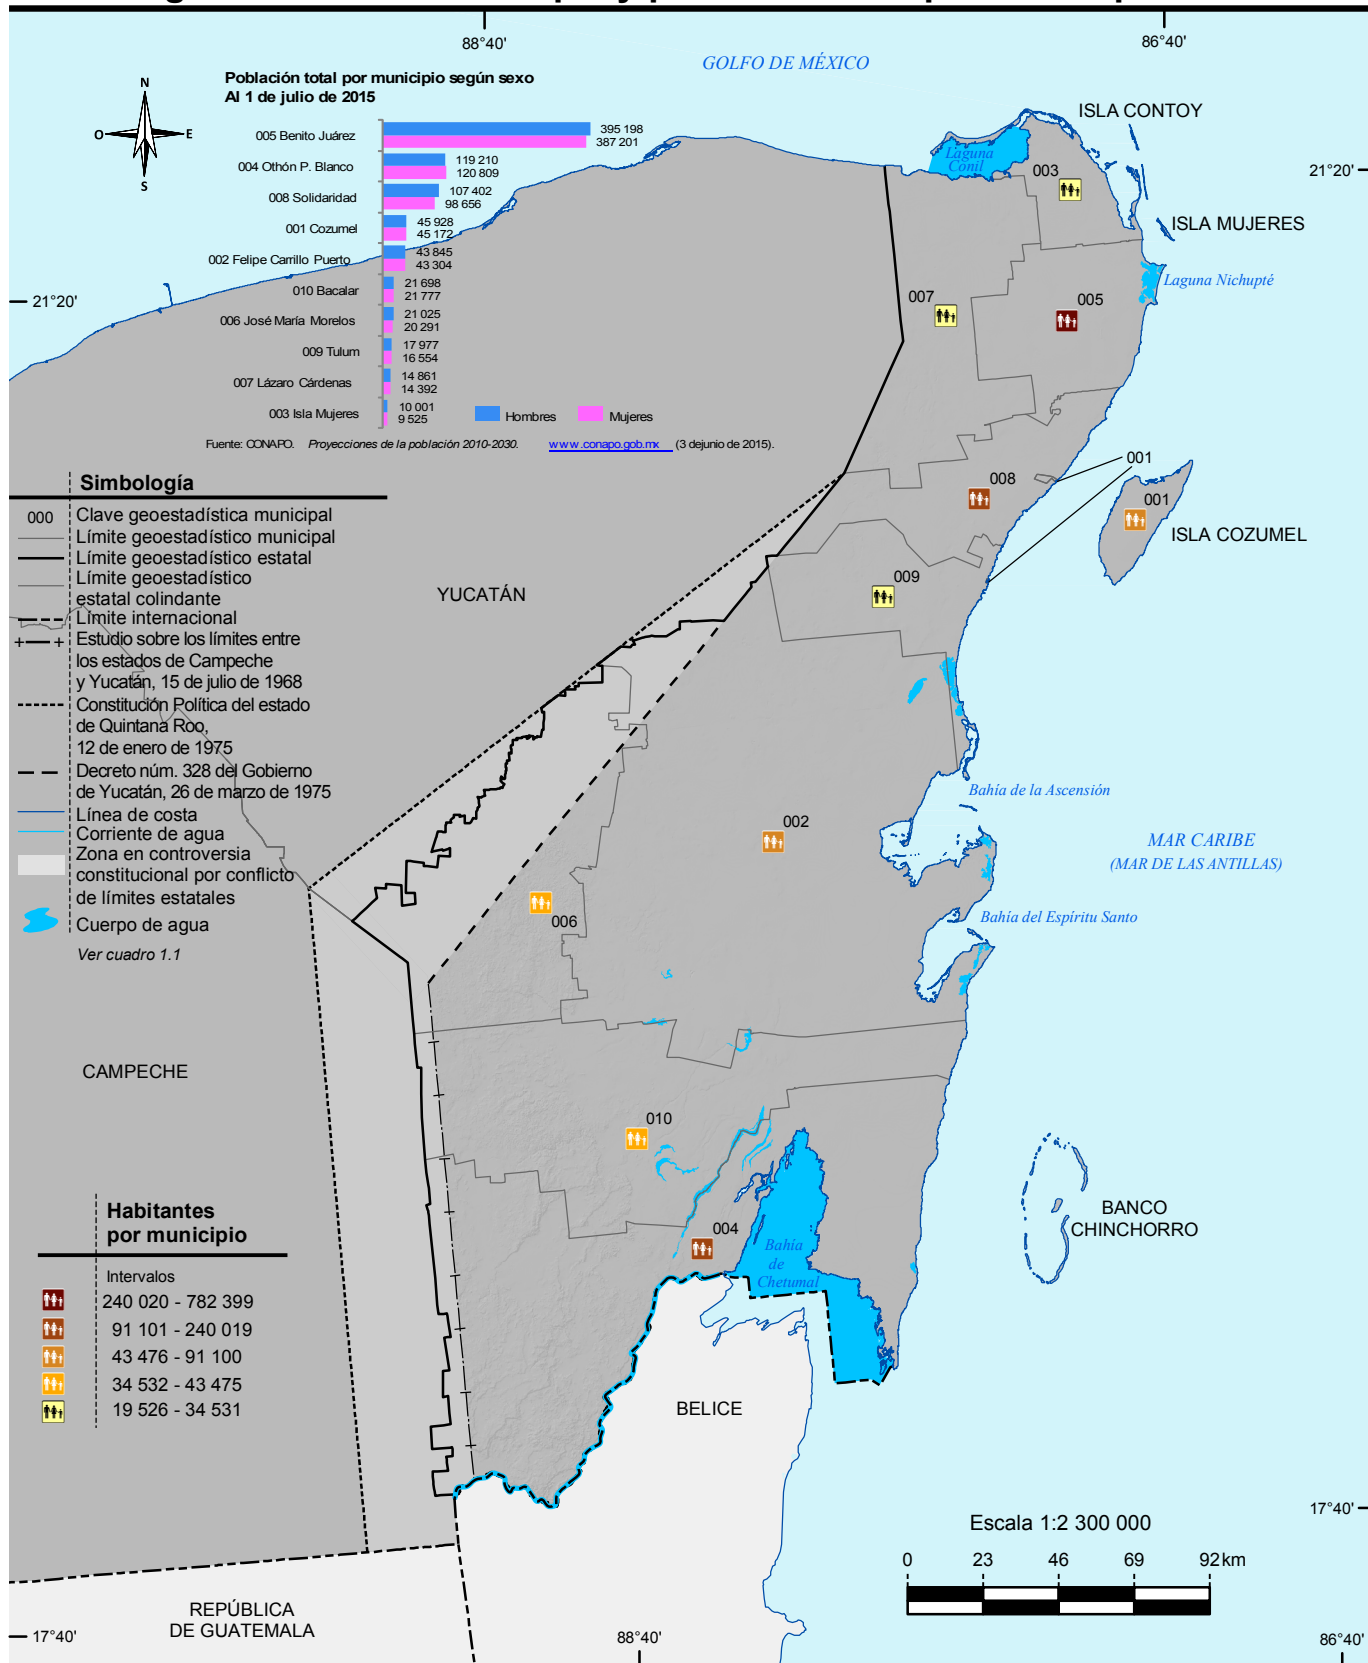 88°40'
86°40'
GOLFO DE MÉXICO
Población total por municipio según sexo
Al 1 de julio de 2015
N
O
E
S
005 Benito Juárez
395 198
387 201
004 Othón P. Blanco
119 210
120 809
008 Solidaridad
107 402
98 656
001 Cozumel
45 928
45 172
002 Felipe Carrillo Puerto
43 845
43 304
010 Bacalar
21 698
21 777
006 José María Morelos
21 025
20 291
009 Tulum
17 977
16 554
007 Lázaro Cárdenas
14 861
14 392
003 Isla Mujeres
10 001
9 525
Hombres
Mujeres
Fuente: CONAPO. Proyecciones de la población 2010-2030. www.conapo.gob.mx (3 dejunio de 2015).
ISLA CONTOY
Laguna
Conil
003
21°20'
ISLA MUJERES
Laguna Nichupté
21°20'
007
005
001
008
001
ISLA COZUMEL
009
YUCATÁN
Simbología
000 Clave geoestadística municipal
Límite geoestadístico municipal
Límite geoestadístico estatal
Límite geoestadístico
estatal colindante
Límite internacional
Estudio sobre los límites entre
los estados de Campeche
y Yucatán, 15 de julio de 1968
Constitución Política del estado
de Quintana Roo,
12 de enero de 1975
Decreto núm. 328 del Gobierno
de Yucatán, 26 de marzo de 1975
Línea de costa
Corriente de agua
Zona en controversia
constitucional por conflicto
de límites estatales
Cuerpo de agua
Ver cuadro 1.1
Bahía de la Ascensión
002
MAR CARIBE
(MAR DE LAS ANTILLAS)
Bahía del Espíritu Santo
006
CAMPECHE
010
004
Bahía
de
Chetumal
BANCO
CHINCHORRO
Habitantes
por municipio
Intervalos
240 020 - 782 399
91 101 - 240 019
43 476 - 91 100
34 532 - 43 475
19 526 - 34 531
BELICE
17°40'
Escala 1:2 300 000
0 23 46 69 92 km
REPÚBLICA
DE GUATEMALA
17°40'
88°40'
86°40'